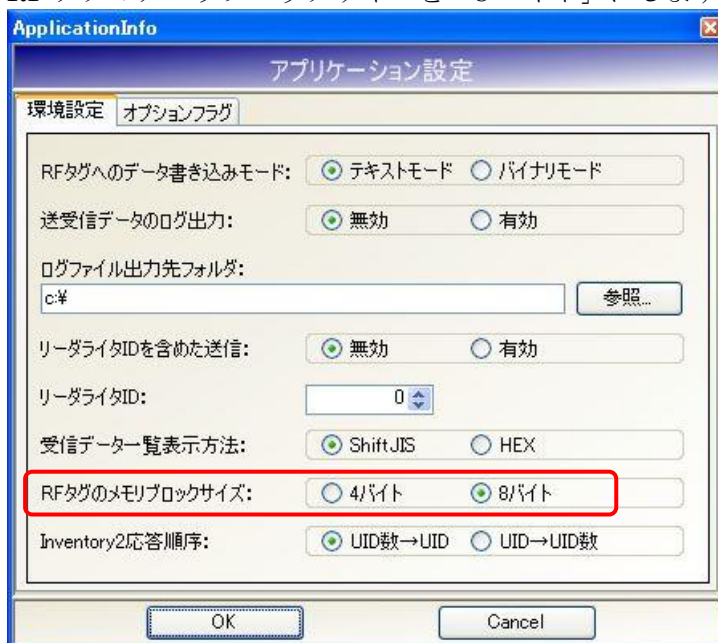 ApplicationInfo
アプリケーション設定
環境設定 オプションフラグ
RFタグへのデータ書き込みモード: テキストモード バイナリモード
送受信データのログ出力: 無効 有効
ログファイル出力先フォルダ:
c:¥ 参照...
リーダライタIDを含めた送信: 無効 有効
リーダライタID: 0
受信データ一覧表示方法: ShiftJIS HEX
RFタグのメモリブロックサイズ: 4バイト 8バイト
Inventory2応答順序: UID数→UID UID→UID数
OK Cancel